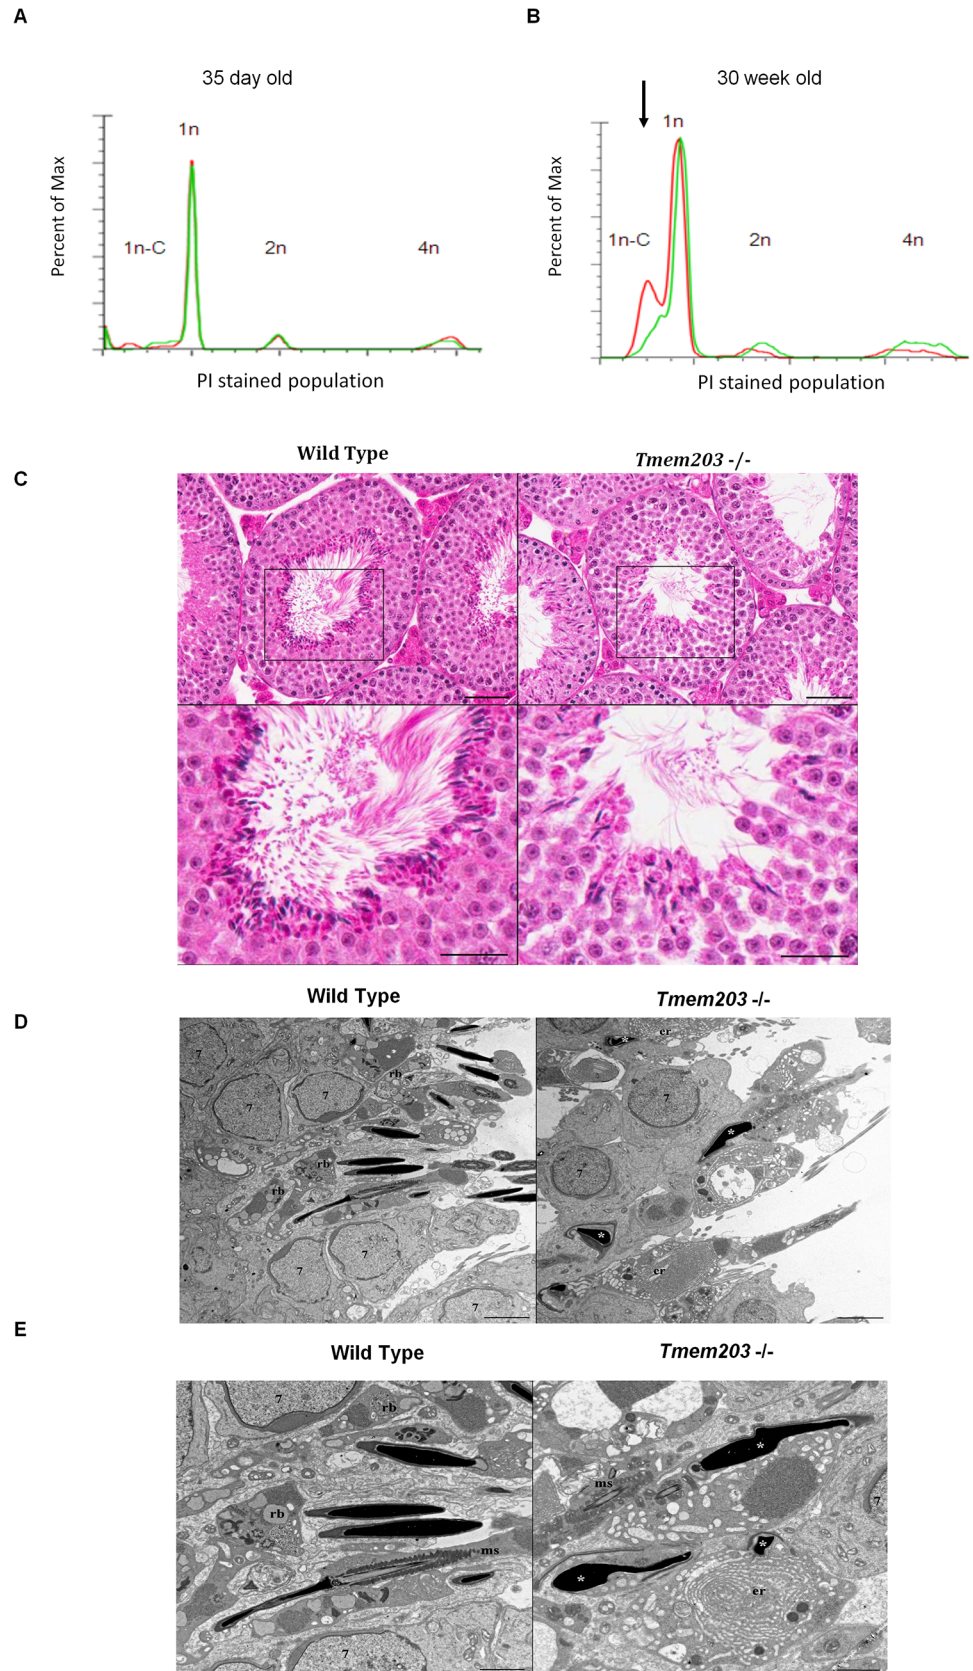 A
B
35 day old
30 week old
1n
1n
1n-C
2n
4n
1n-C
2n
4n
Percent of Max
Percent of Max
PI stained population
PI stained population
C
Wild Type
Tmem203 -/-
D
Wild Type
Tmem203 -/-
7
rb
7
7
rb
rb
7
7
7
er
*
7
*
7
*
er
E
Wild Type
Tmem203 -/-
7
rb
rb
ms
7
*
ms
7
*
*
er